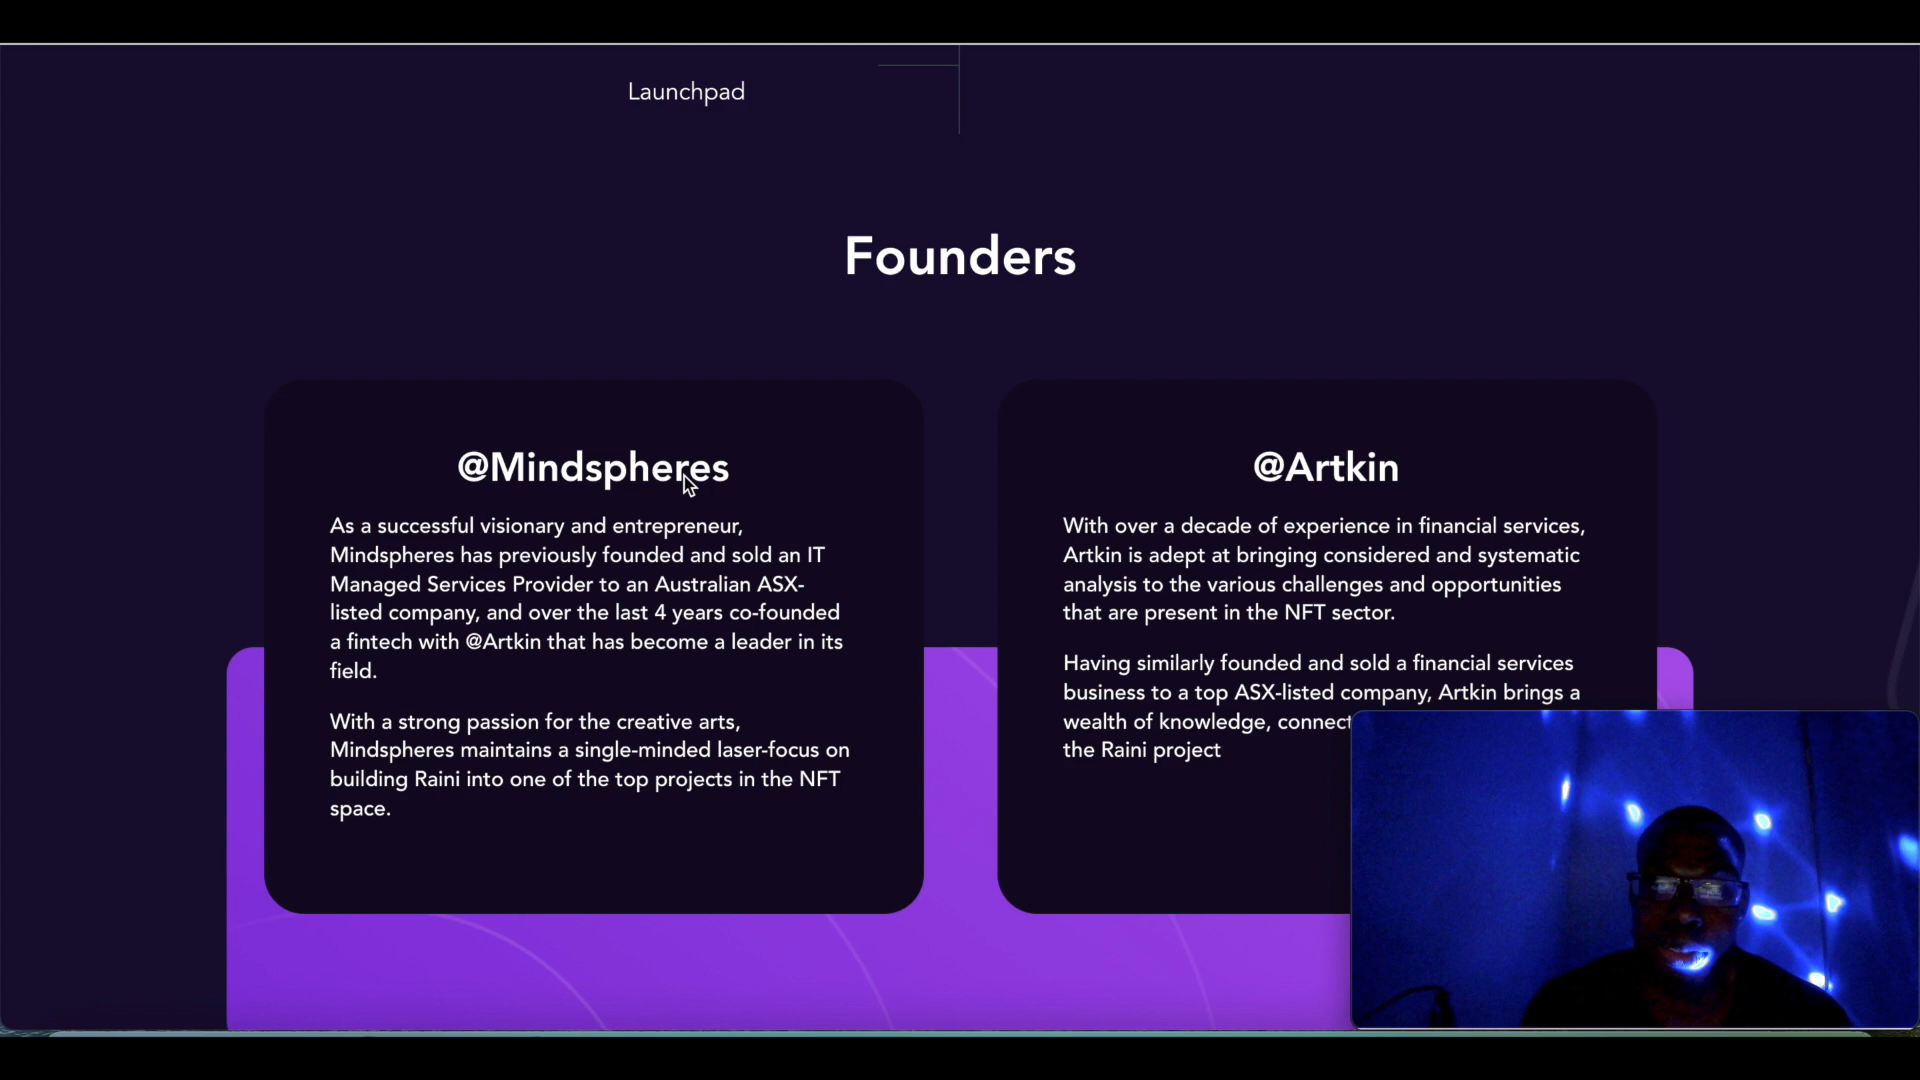 Launchpad
Founders
@Mindspheres
As a successful visionary and entrepreneur,
Mindspheres has previously founded and sold an IT
Managed Services Provider to an Australian ASX-
listed company, and over the last 4 years co-founded
a fintech with @Artkin that has become a leader in its
field.
With a strong passion for the creative arts,
Mindspheres maintains a single-minded laser-focus on
building Raini into one of the top projects in the NFT
space.
@Artkin
With over a decade of experience in financial services,
Artkin is adept at bringing considered and systematic
analysis to the various challenges and opportunities
that are present in the NFT sector.
Having similarly founded and sold a financial services
business to a top ASX-listed company, Artkin brings a
wealth of knowledge,
the Raini project